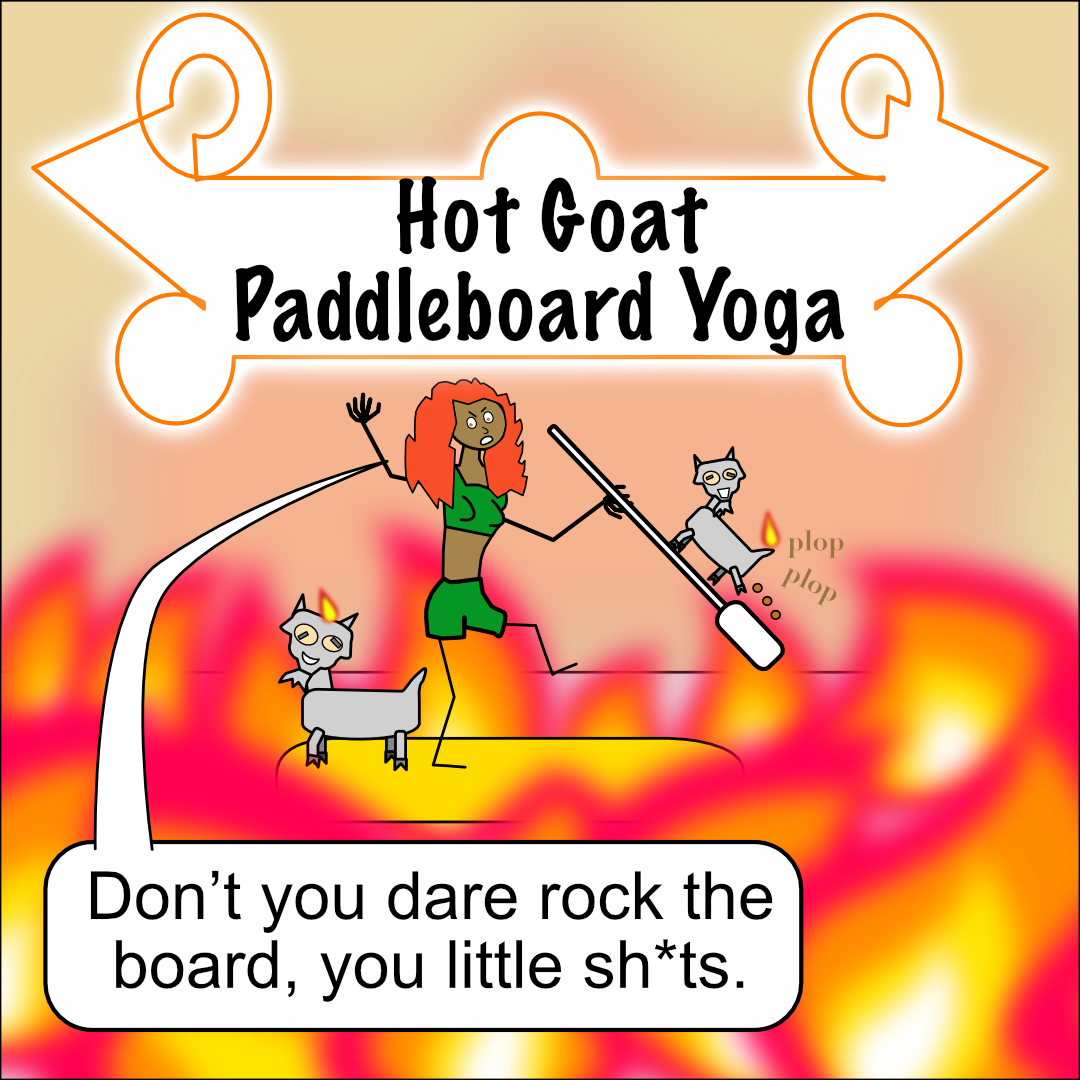 Hot Goat
Paddleboard Yoga
plop
plop
Don’t you dare rock the
board, you little sh*ts.